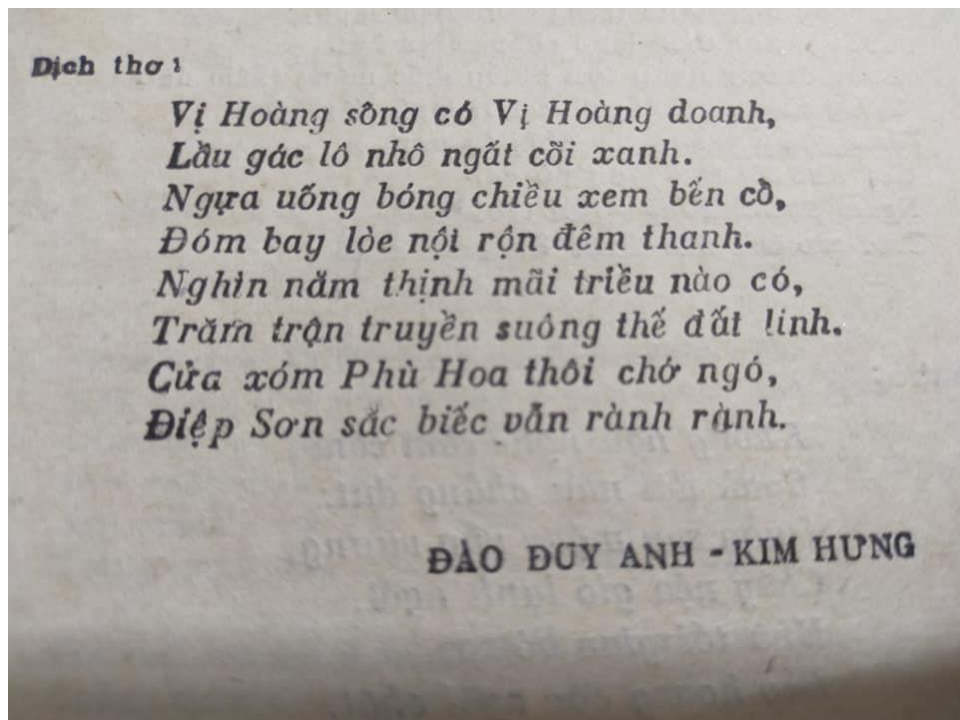 Dịch thơ:
Vị Hoàng sông có Vị Hoàng doanh,
Lầu gác lô nhô ngất cõi xanh.
Ngựa uống bóng chiều xem bến cồ,
Đóm bay lòe nội rộn đêm thanh.
Nghìn năm thịnh mãi triều nào có,
Trăm trận truyền suông thế đất linh.
Cửa xóm Phù Hoa thôi chớ ngó,
Điệp Sơn sắc biếc vẫn rành rành.
ĐÀO DUY ANH - KIM HƯNG